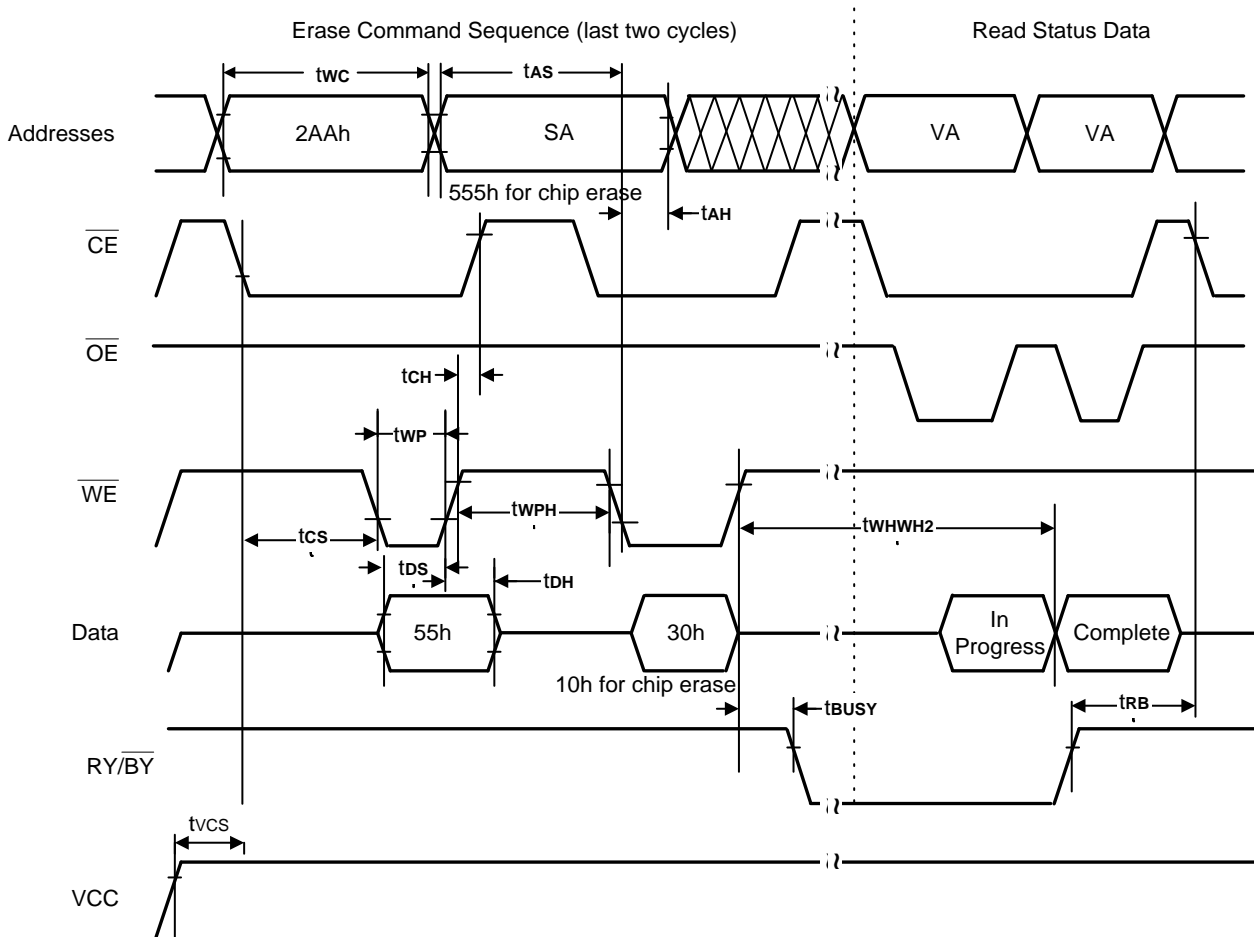 Erase Command Sequence (last two cycles)
Read Status Data
tWC
tAS
Addresses
2AAh
SA
VA
VA
555h for chip erase
tAH
CE
OE
tCH
tWP
WE
tWPH
tWHWH2
tCS
tDS
tDH
Data
55h
30h
In
Progress
Complete
10h for chip erase
tBUSY
tRB
RY/BY
tVCS
VCC